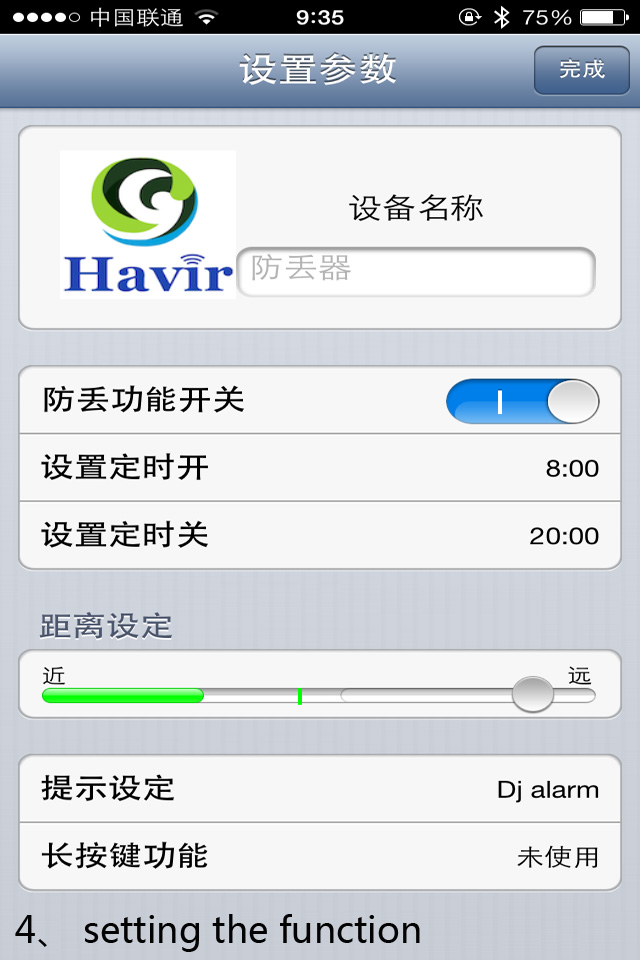 中国联通 9:35 75%
设置参数 完成
设备名称
Havir 防丢器
防丢功能开关
设置定时开 8:00
设置定时关 20:00
距离设定
近 远
提示设定 Dj alarm
长按键功能 未使用
4、 setting the function